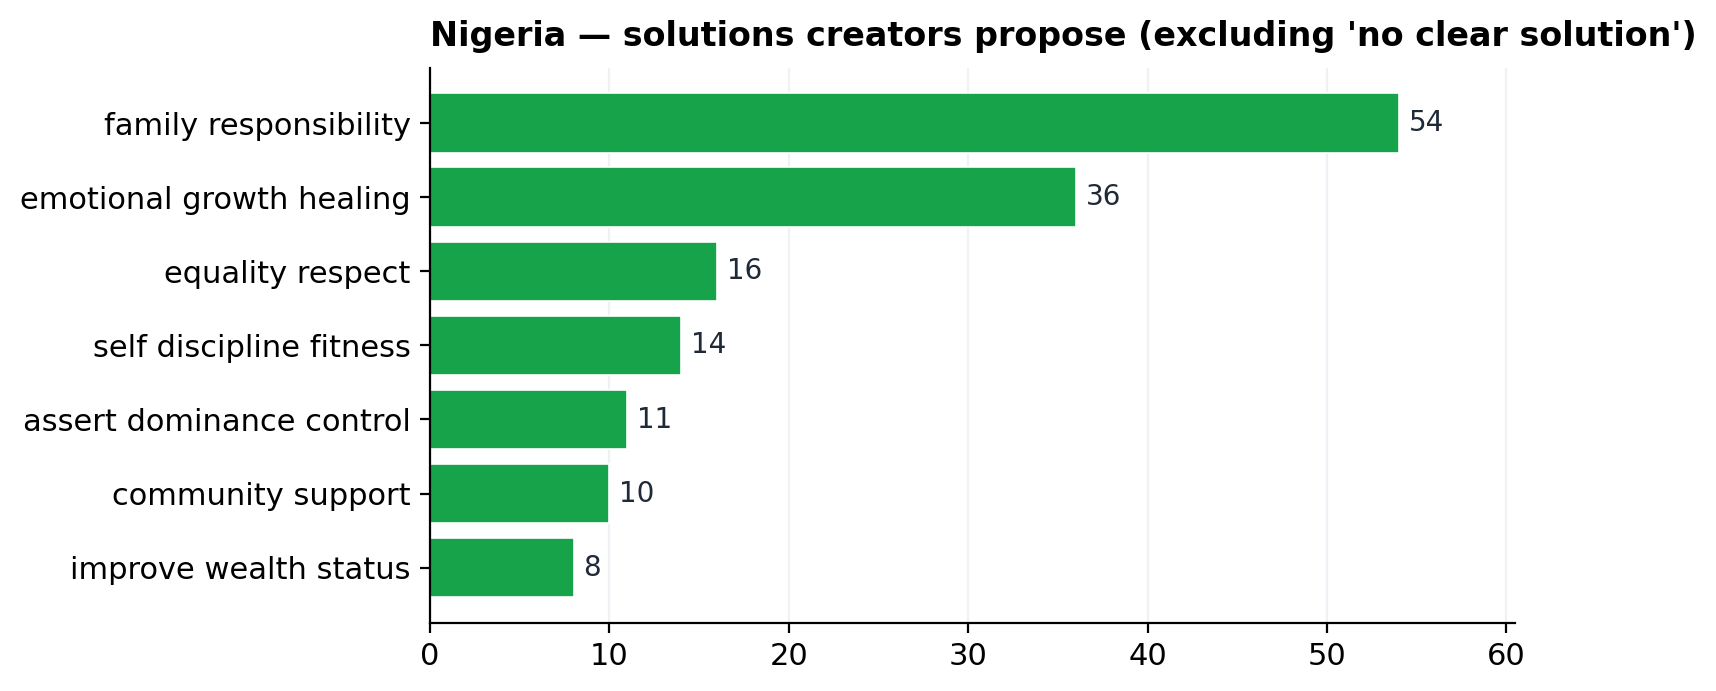 Nigeria — solutions creators propose (excluding 'no clear solution')
family responsibility 54
emotional growth healing 36
equality respect 16
self discipline fitness 14
assert dominance control 11
community support 10
improve wealth status 8
0 10 20 30 40 50 60